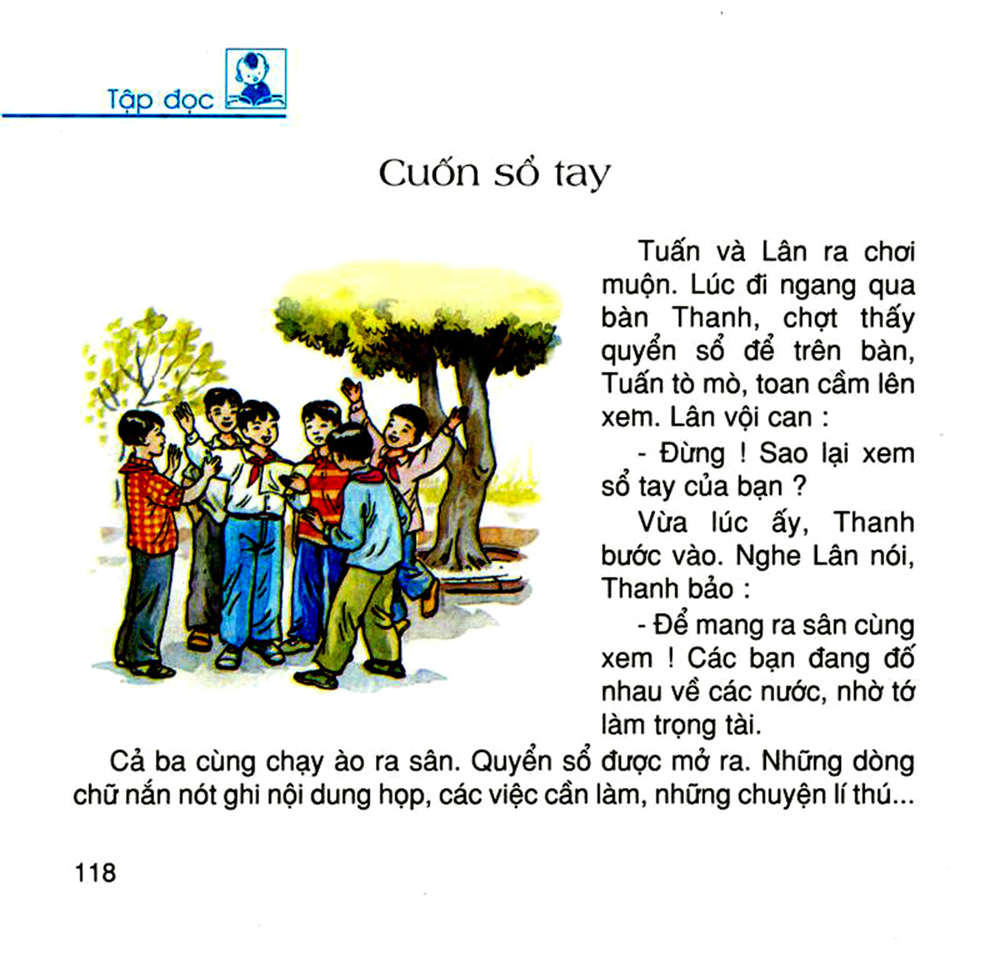 Tập đọc
Cuốn sổ tay
Tuấn và Lân ra chơi
muộn. Lúc đi ngang qua
bàn Thanh, chợt thấy
quyển sổ để trên bàn,
Tuấn tò mò, toan cầm lên
xem. Lân vội can :
- Đừng ! Sao lại xem
sổ tay của bạn ?
Vừa lúc ấy, Thanh
bước vào. Nghe Lân nói,
Thanh bảo :
- Để mang ra sân cùng
xem ! Các bạn đang đố
nhau về các nước, nhờ tớ
làm trọng tài.
Cả ba cùng chạy ào ra sân. Quyển sổ được mở ra. Những dòng
chữ nắn nót ghi nội dung họp, các việc cần làm, những chuyện lí thú...
118